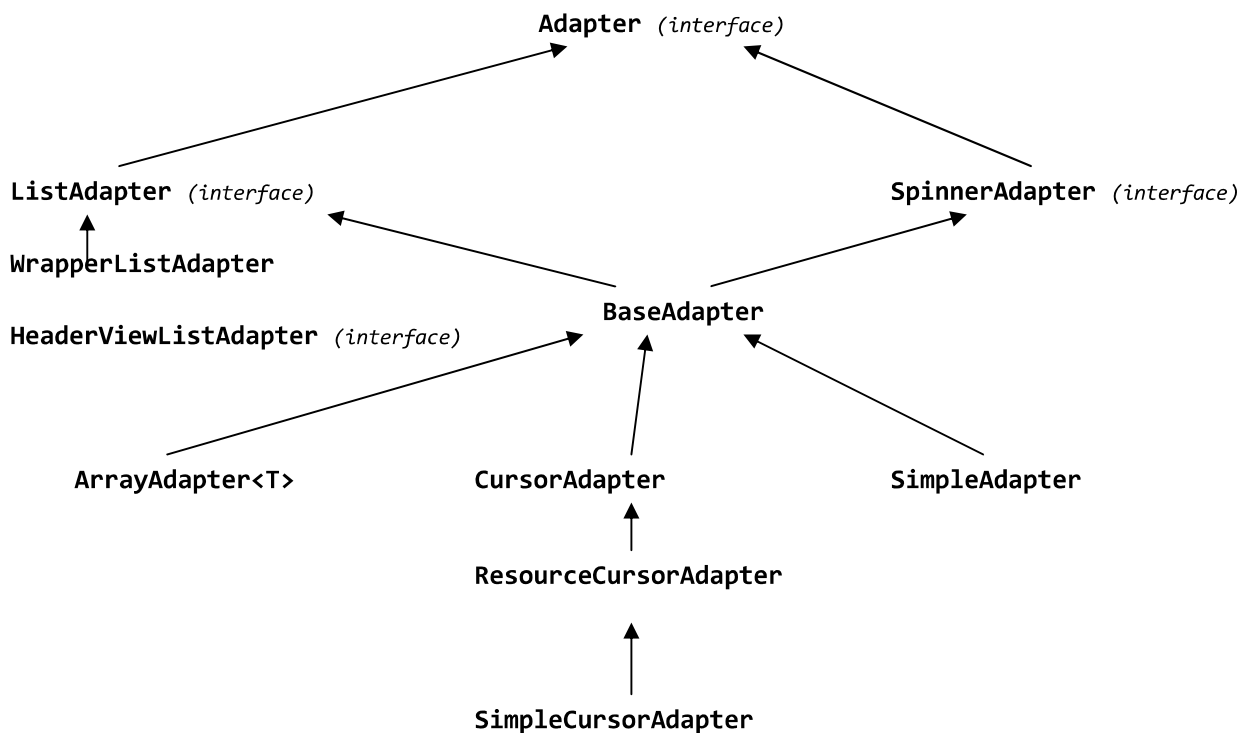 Adapter (interface)
ListAdapter (interface)
SpinnerAdapter (interface)
WrapperListAdapter
BaseAdapter
HeaderViewListAdapter (interface)
ArrayAdapter<T>
CursorAdapter
SimpleAdapter
ResourceCursorAdapter
SimpleCursorAdapter